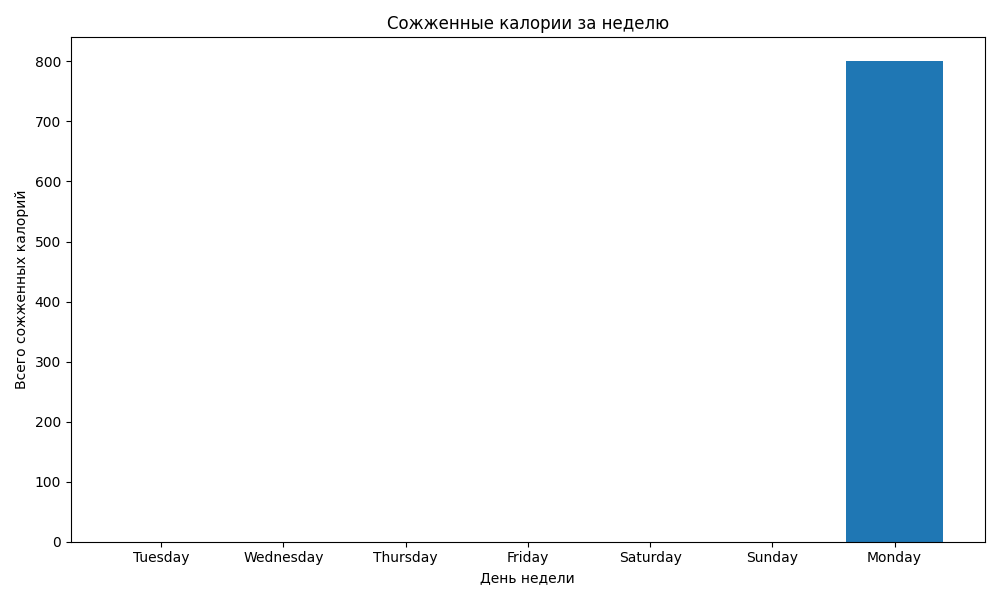 Сожженные калории за неделю
Всего сожженных калорий
800
700
600
500
400
300
200
100
0
Tuesday Wednesday Thursday Friday Saturday Sunday Monday
День недели